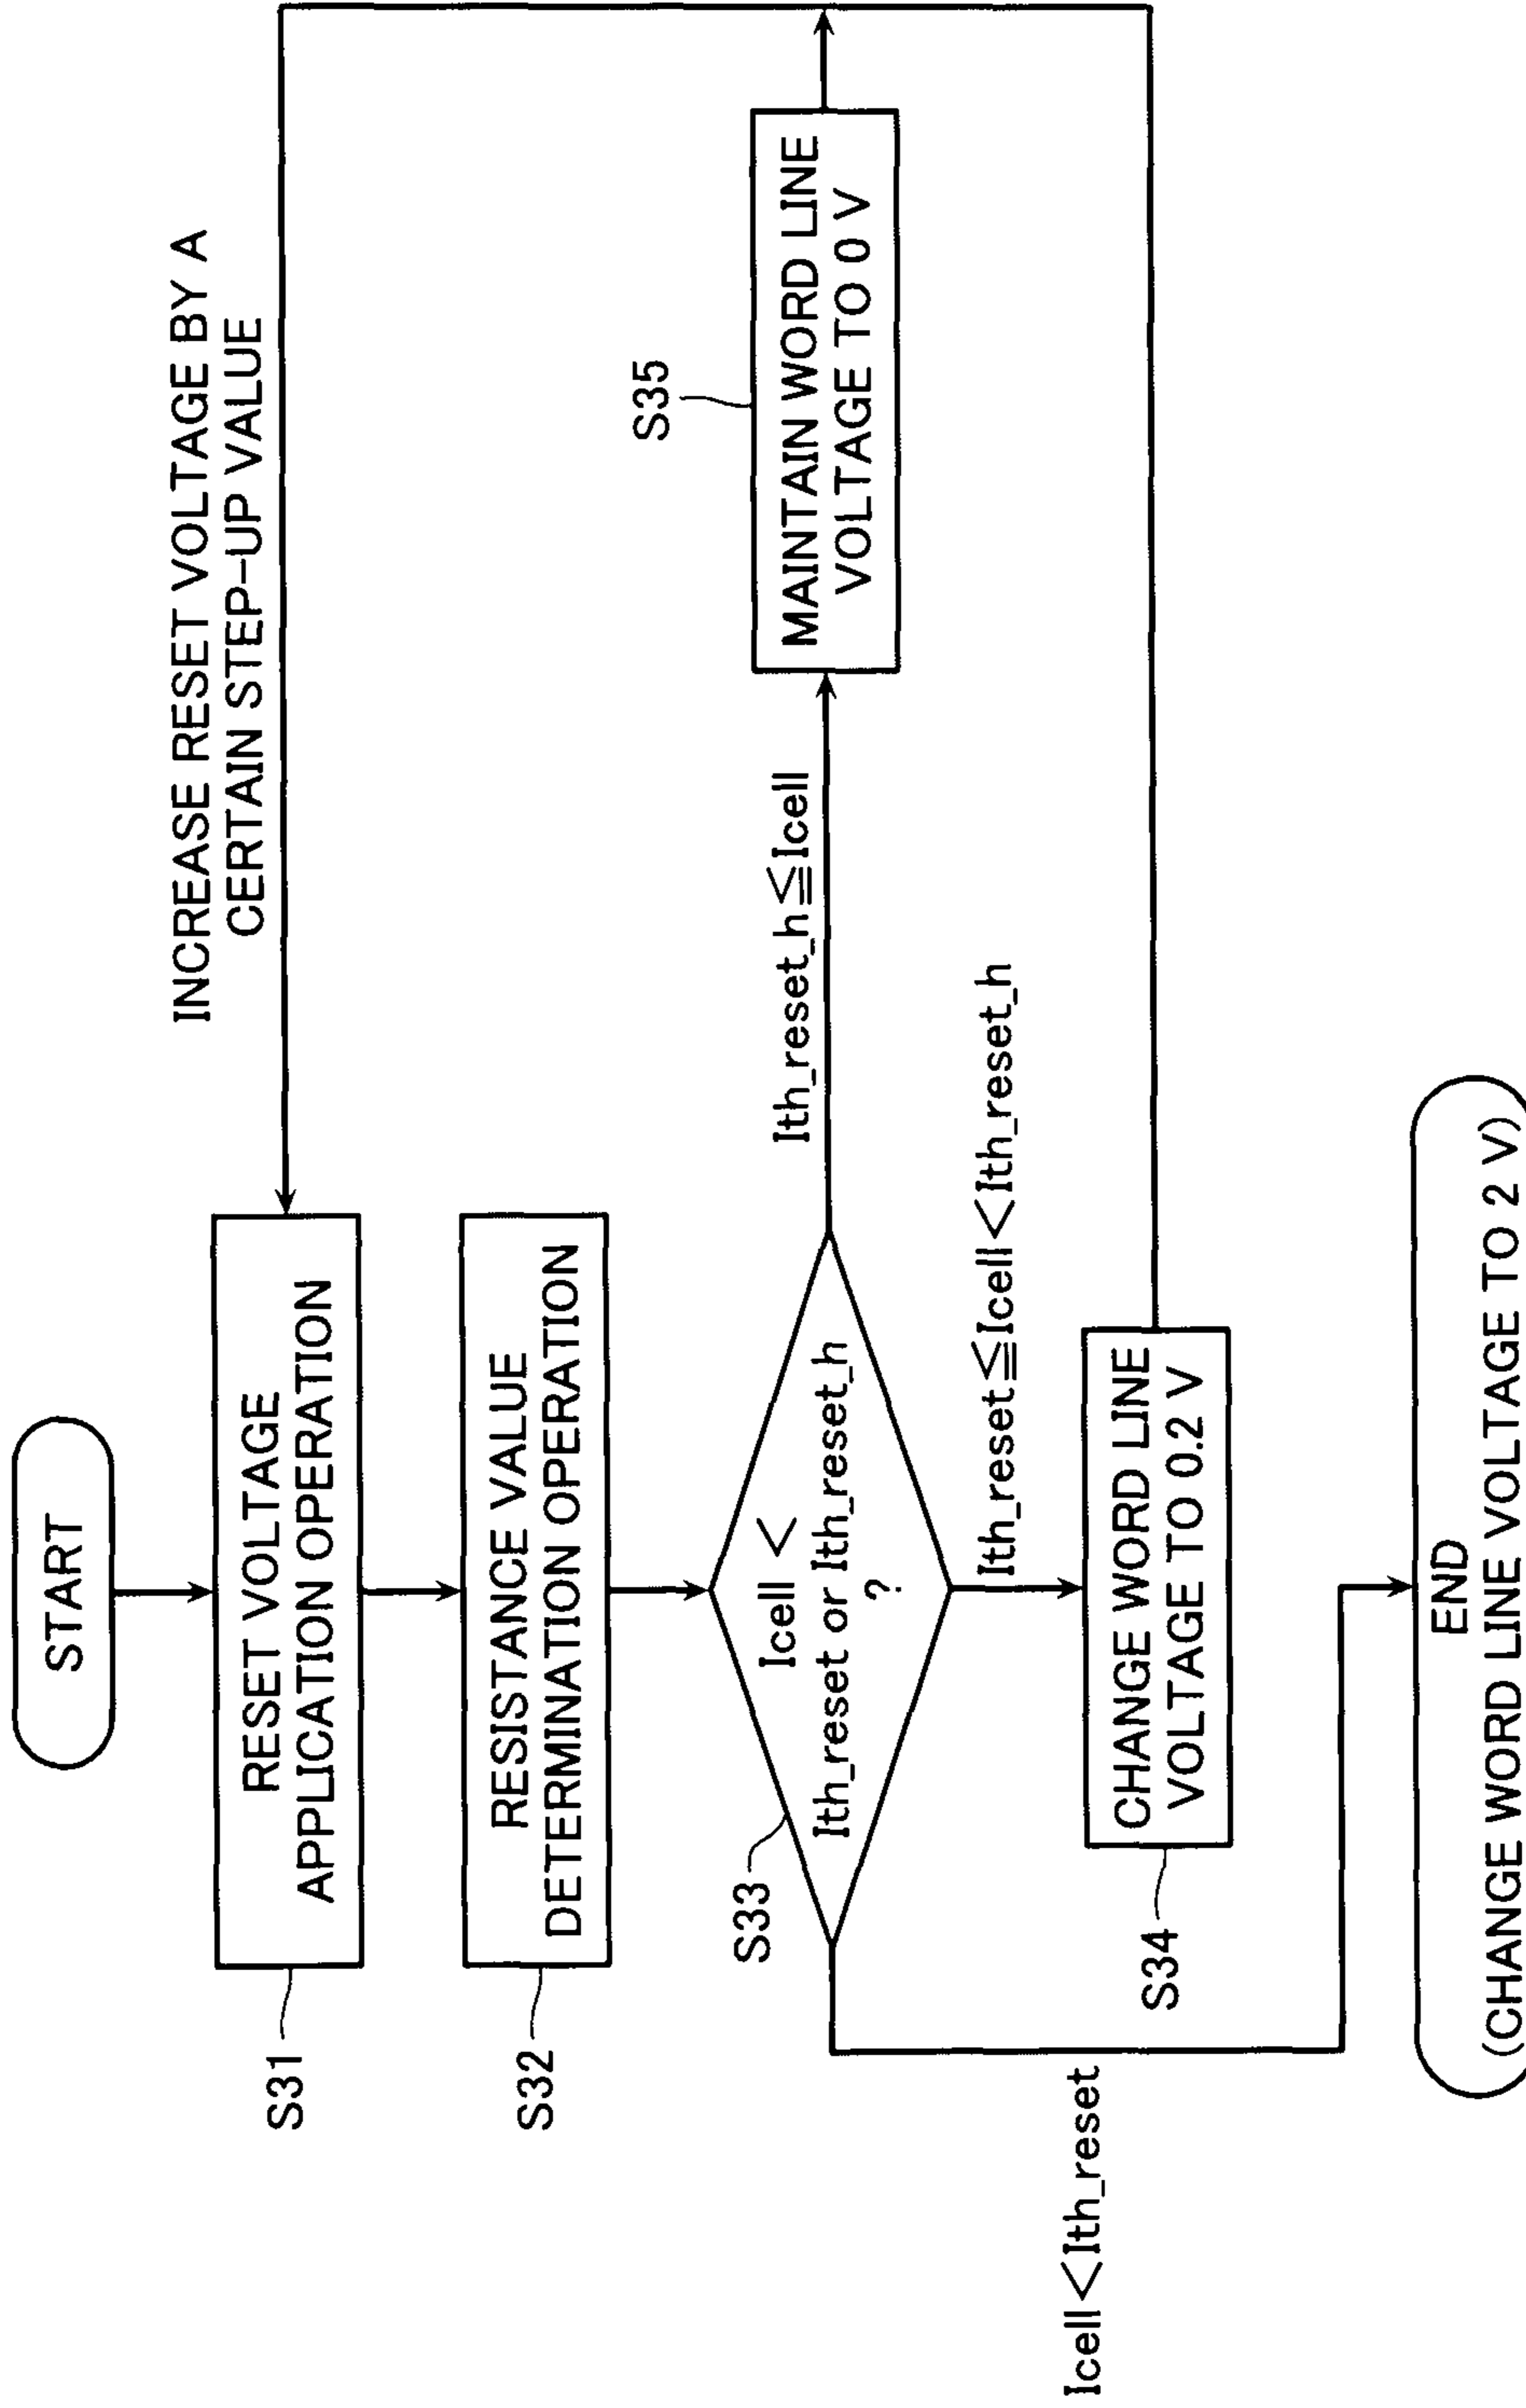 START
INCREASE RESET VOLTAGE BY A
CERTAIN STEP-UP VALUE
S31
RESET VOLTAGE
APPLICATION OPERATION
S32
RESISTANCE VALUE
DETERMINATION OPERATION
S33
Icell <
Ith_reset or Ith_reset_h
?
Ith_reset_h≦Icell
S35
MAINTAIN WORD LINE
VOLTAGE TO 0 V
Ith_reset≦Icell<Ith_reset_h
S34
CHANGE WORD LINE
VOLTAGE TO 0.2 V
Icell<Ith_reset
END
(CHANGE WORD LINE VOLTAGE TO 2 V)